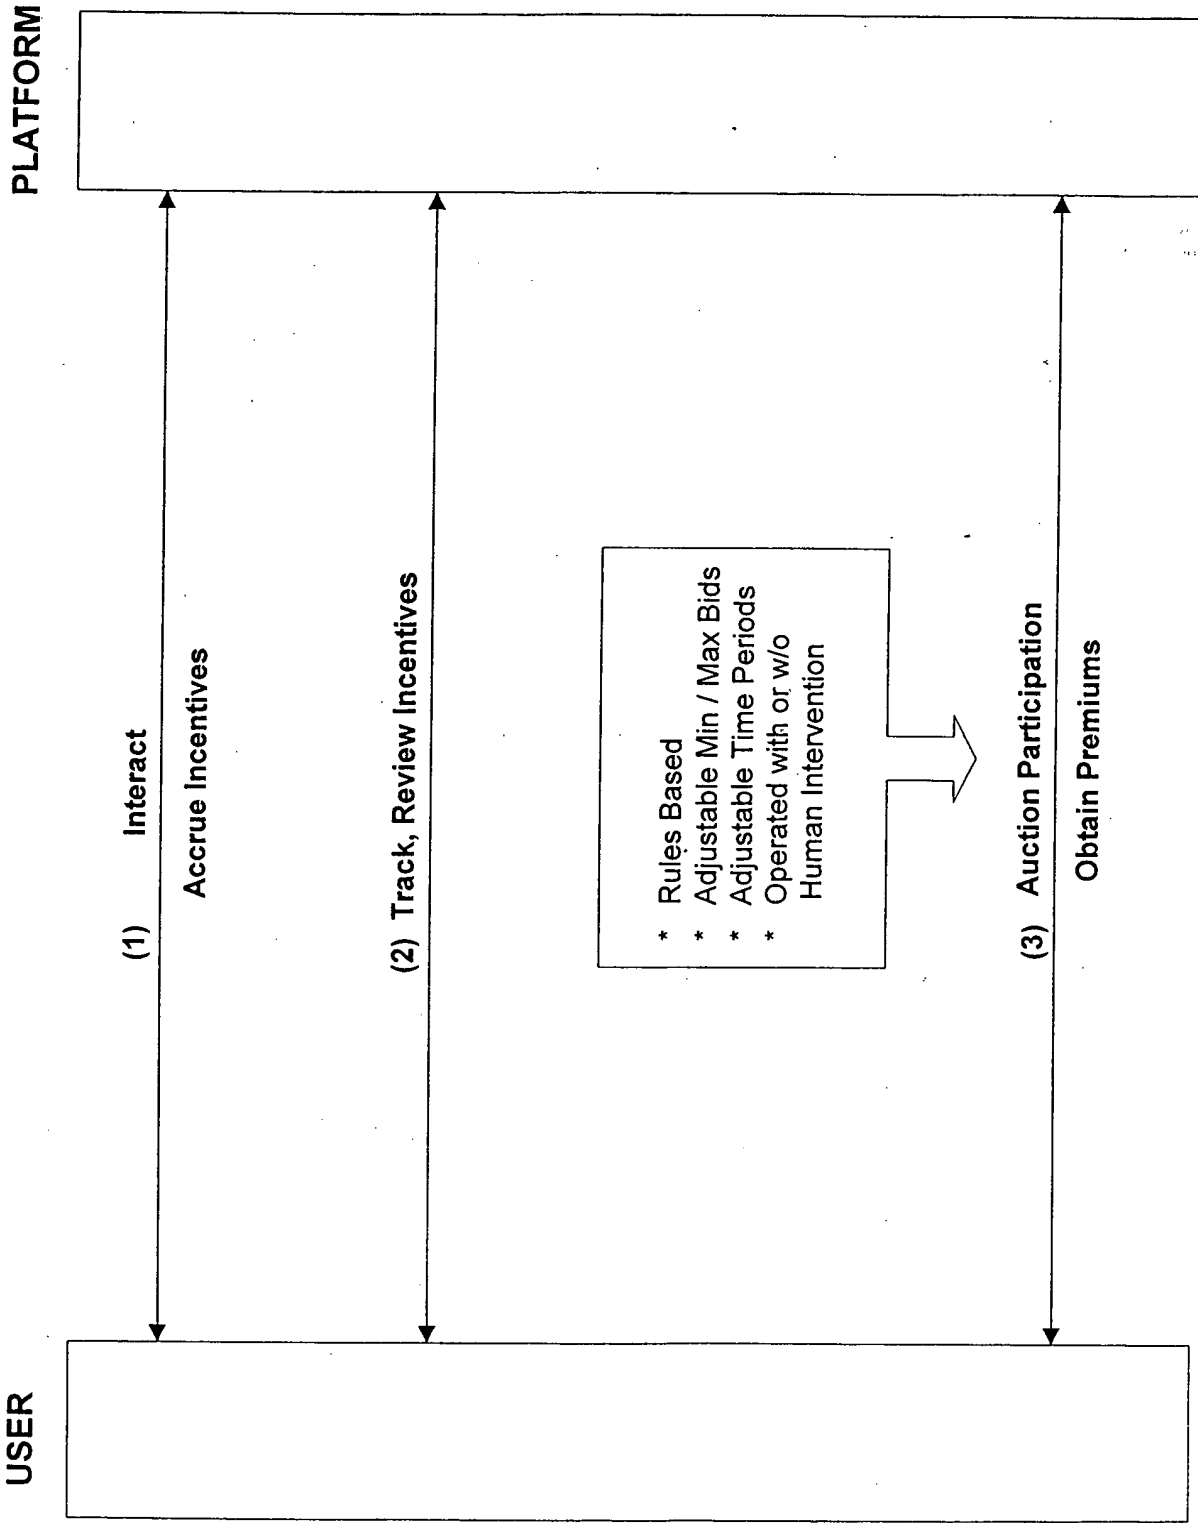 USER
PLATFORM
(1) Interact
Accrue Incentives
(2) Track, Review Incentives
* Rules Based
* Adjustable Min / Max Bids
* Adjustable Time Periods
* Operated with or w/o
Human Intervention
(3) Auction Participation
Obtain Premiums